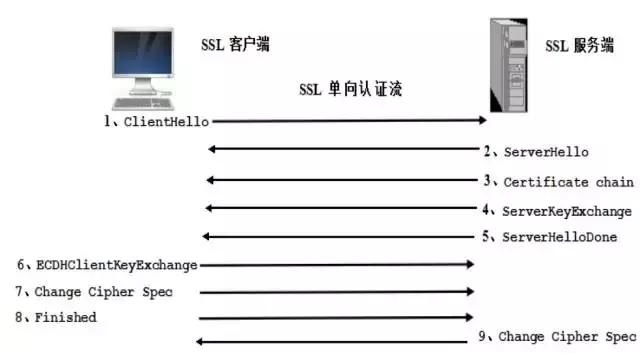 SSL 客户端
SSL 服务端
SSL 单向认证流
1、ClientHello
2、ServerHello
3、Certificate chain
4、ServerKeyExchange
5、ServerHelloDone
6、ECDHClientKeyExchange
7、Change Cipher Spec
8、Finished
9、Change Cipher Spec